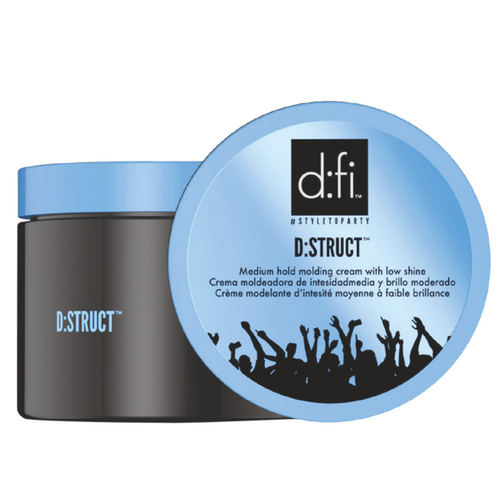 d:fi™
#STYLETOPARTY
D:STRUCT™
Medium hold molding cream with low shine
Crema moldeadora de intesidadmedia y brillo moderado
Crème modelante d'intesité moyenne à faible brillance
D:STRUCT™